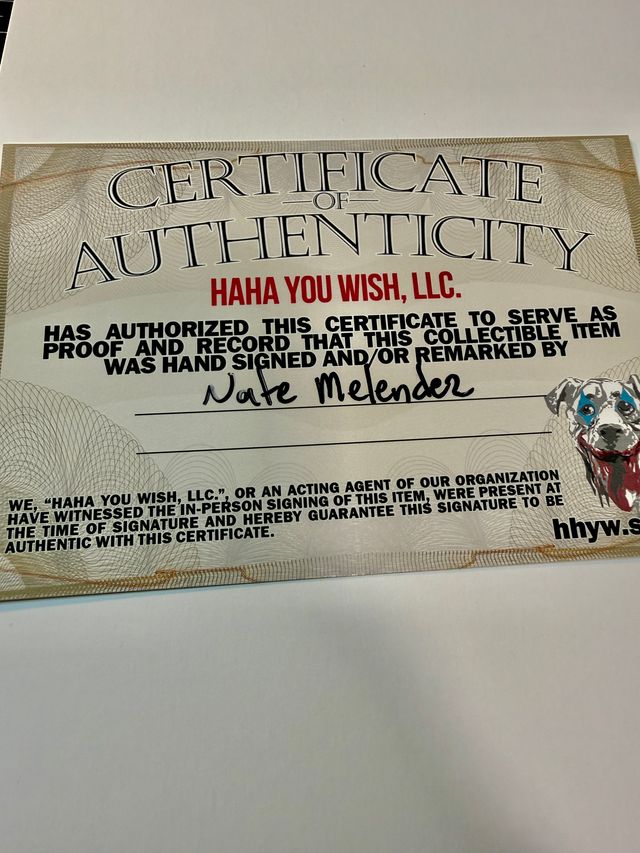 CERTIFICATE
OF
AUTHENTICITY
HAHA YOU WISH, LLC.
HAS AUTHORIZED THIS CERTIFICATE TO SERVE AS
PROOF AND RECORD THAT THIS COLLECTIBLE ITEM
WAS HAND SIGNED AND/OR REMARKED BY
Nate Melendez
WE, "HAHA YOU WISH, LLC.", OR AN ACTING AGENT OF OUR ORGANIZATION
HAVE WITNESSED THE IN-PERSON SIGNING OF THIS ITEM, WERE PRESENT AT
THE TIME OF SIGNATURE AND HEREBY GUARANTEE THIS SIGNATURE TO BE
AUTHENTIC WITH THIS CERTIFICATE.
hhyw.s